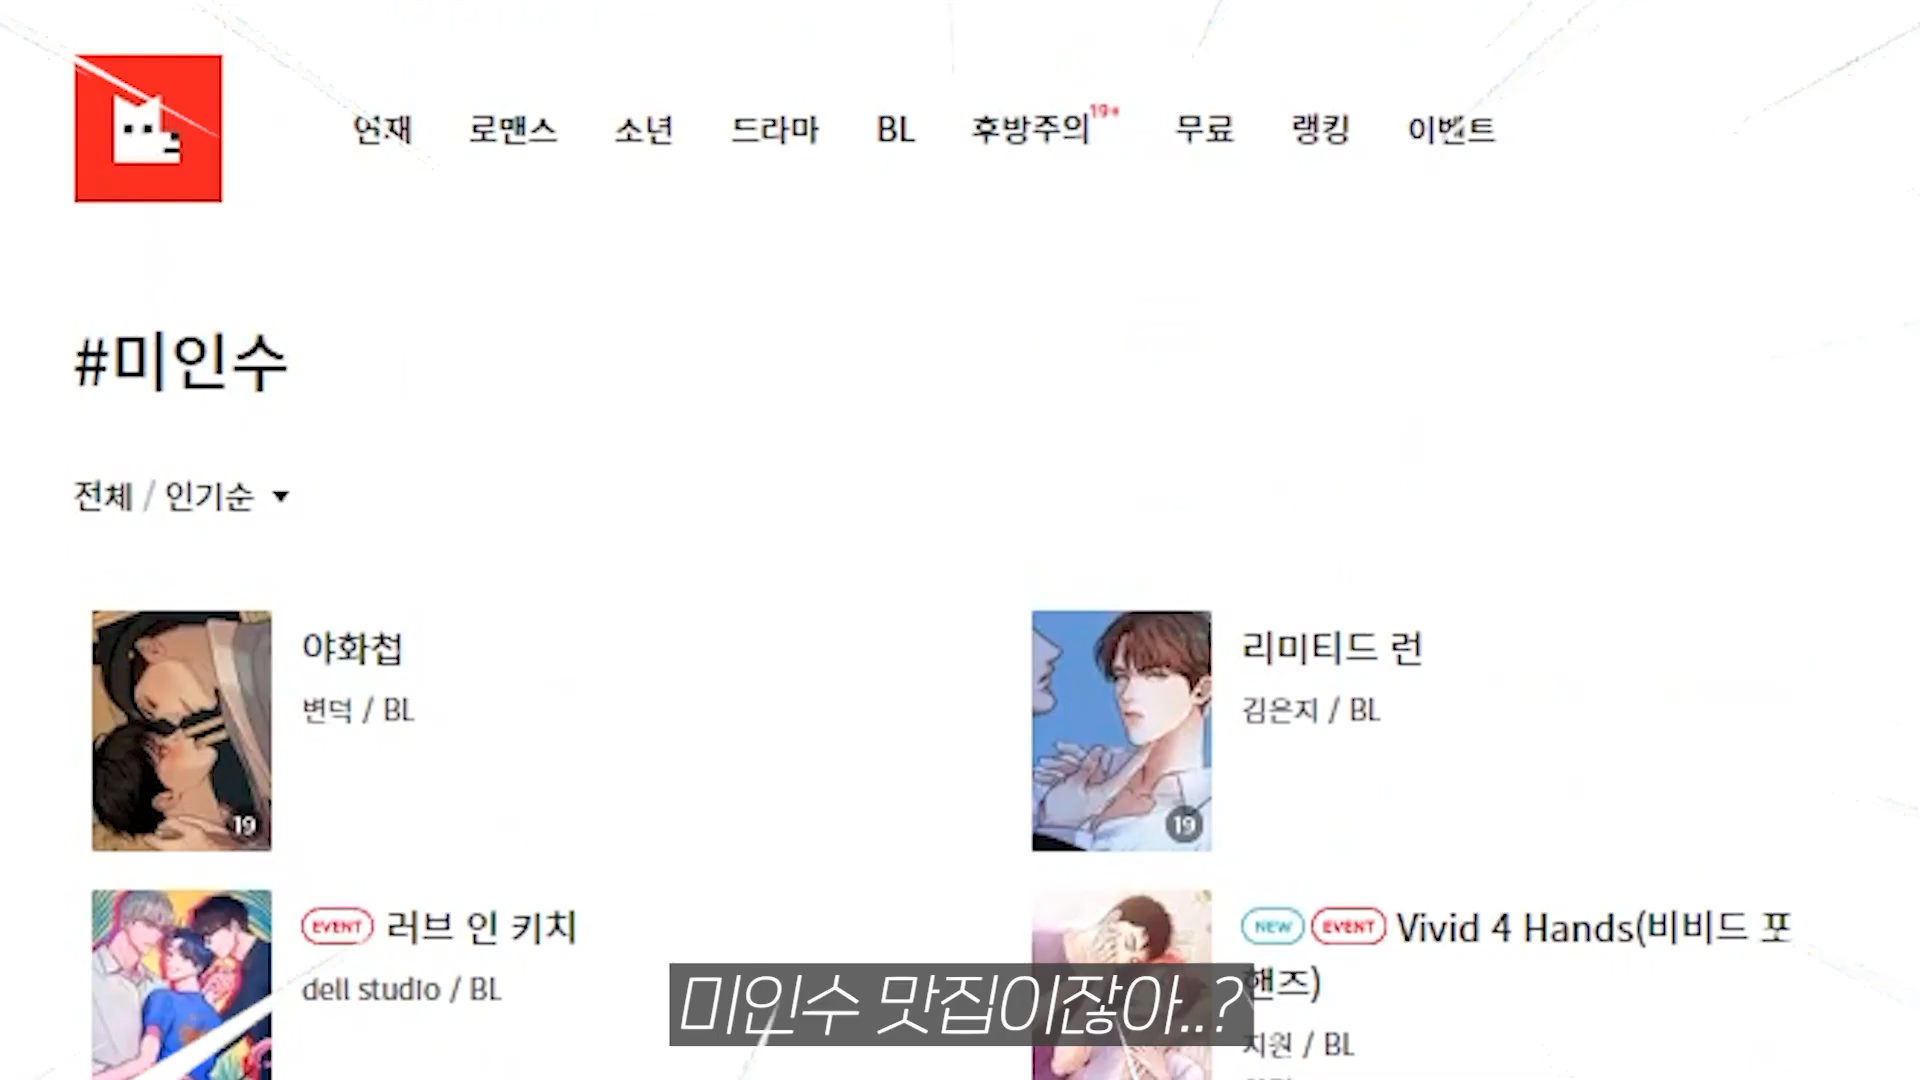 연재 로맨스 소년 드라마 BL 후방주의 19+ 무료 랭킹 이벤트
#미인수
전체 / 인기순
야화첩
변덕 / BL
19
리미티드 런
김은지 / BL
19
EVENT 러브 인 키치
dell studio / BL
NEW EVENT Vivid 4 Hands(비비드 포
핸즈)
지원 / BL
미인수 맛집이잖아..?